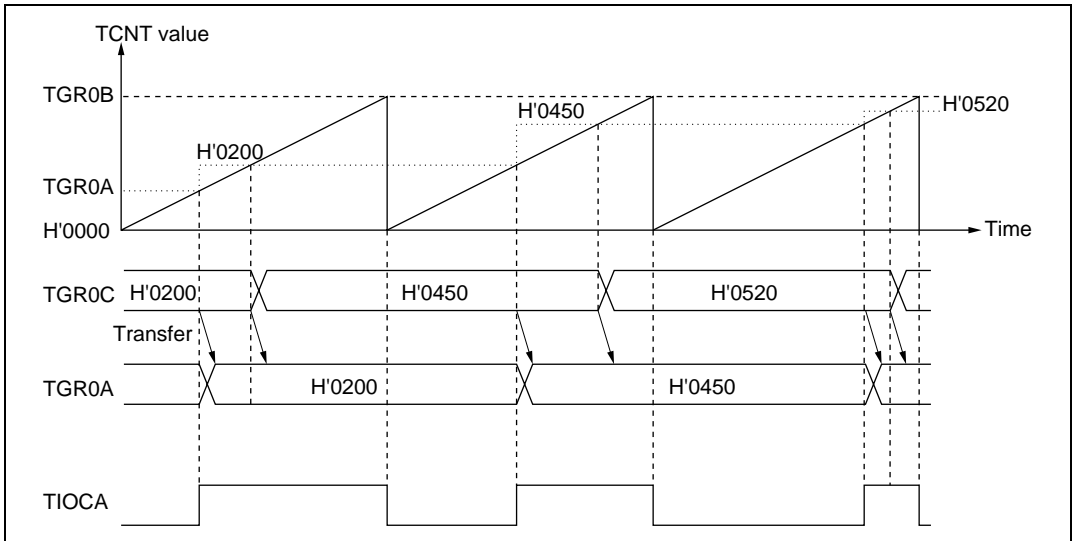 TCNT value
TGR0B
H'0520
H'0450
H'0200
TGR0A
H'0000
Time
TGR0C
H'0200
H'0450
H'0520
Transfer
TGR0A
H'0200
H'0450
TIOCA